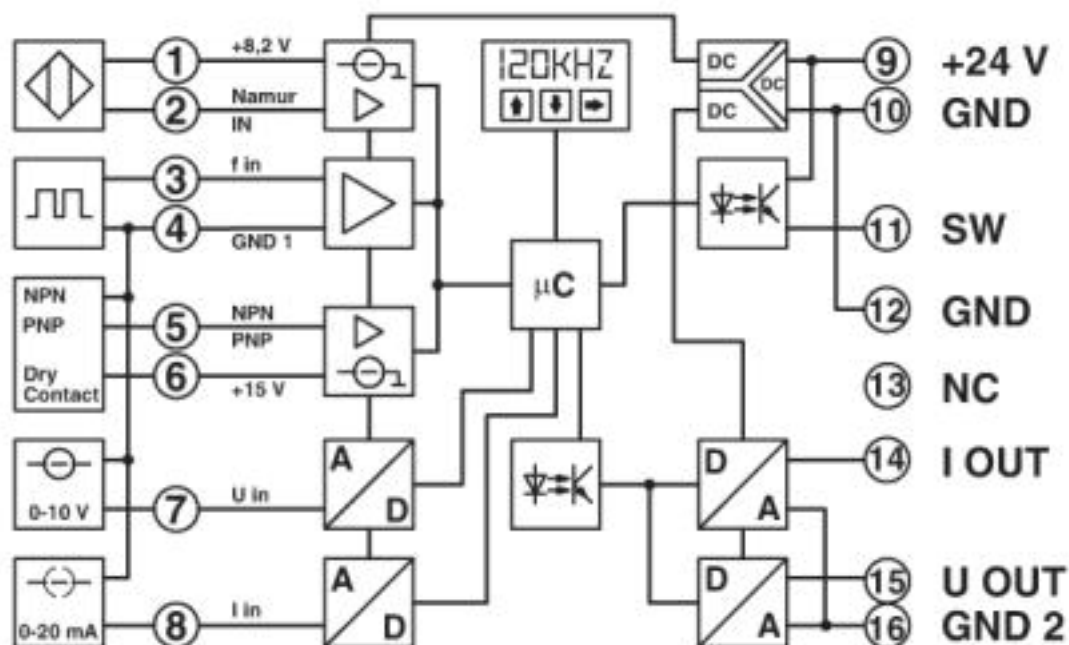 1
+8,2 V
2
Namur
IN
3
f in
4
GND 1
NPN
PNP
Dry
Contact
5
NPN
PNP
6
+15 V
0-10 V
7
U in
0-20 mA
8
I in
A
D
A
D
120KHZ
µC
DC
DC
DC
D
A
D
A
9 +24 V
10 GND
11 SW
12 GND
13 NC
14 I OUT
15 U OUT
16 GND 2